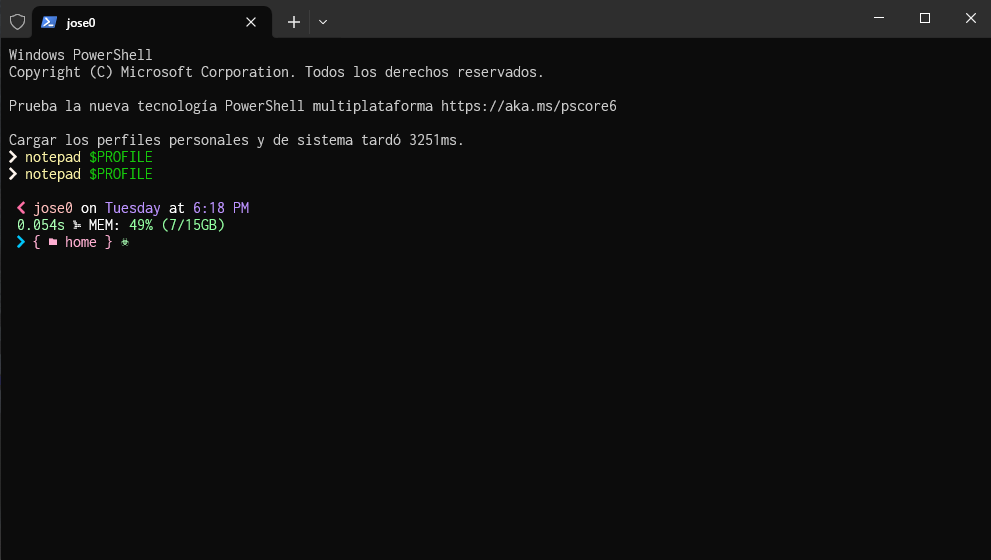 jose0
Windows PowerShell
Copyright (C) Microsoft Corporation. Todos los derechos reservados.
Prueba la nueva tecnología PowerShell multiplataforma https://aka.ms/pscore6
Cargar los perfiles personales y de sistema tardó 3251ms.
❯ notepad $PROFILE
❯ notepad $PROFILE
❮ jose0 on Tuesday at 6:18 PM
0.054s MEM: 49% (7/15GB)
❯ { home }